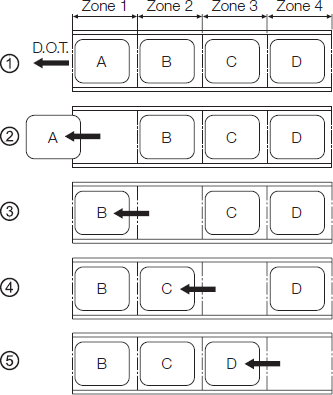 Zone 1 Zone 2 Zone 3 Zone 4
D.O.T.
① A B C D
② A B C D
③ B C D
④ B C D
⑤ B C D